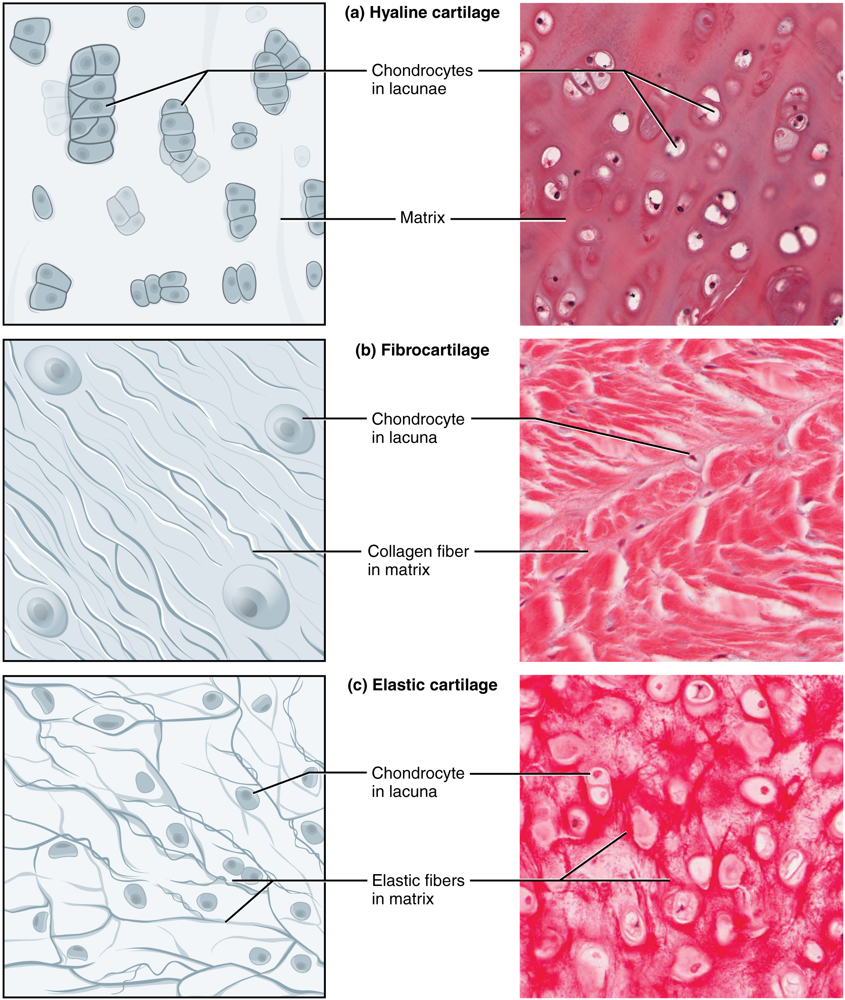 (a) Hyaline cartilage
Chondrocytes
in lacunae
Matrix
(b) Fibrocartilage
Chondrocyte
in lacuna
Collagen fiber
in matrix
(c) Elastic cartilage
Chondrocyte
in lacuna
Elastic fibers
in matrix